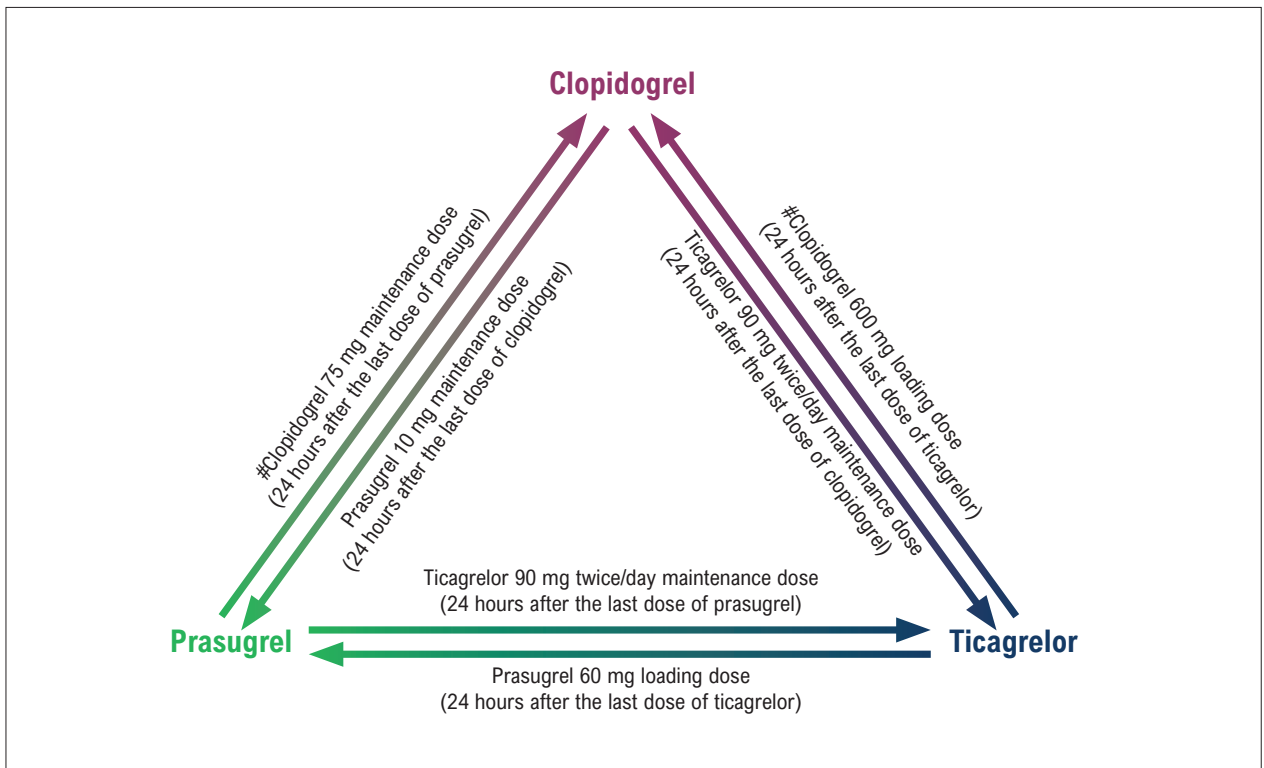 Clopidogrel
#Clopidogrel 75 mg maintenance dose
(24 hours after the last dose of prasugrel)
Prasugrel 10 mg maintenance dose
(24 hours after the last dose of clopidogrel)
Ticagrelor 90 mg twice/day maintenance dose
(24 hours after the last dose of clopidogrel)
#Clopidogrel 600 mg loading dose
(24 hours after the last dose of ticagrelor)
Ticagrelor 90 mg twice/day maintenance dose
(24 hours after the last dose of prasugrel)
Prasugrel
Ticagrelor
Prasugrel 60 mg loading dose
(24 hours after the last dose of ticagrelor)